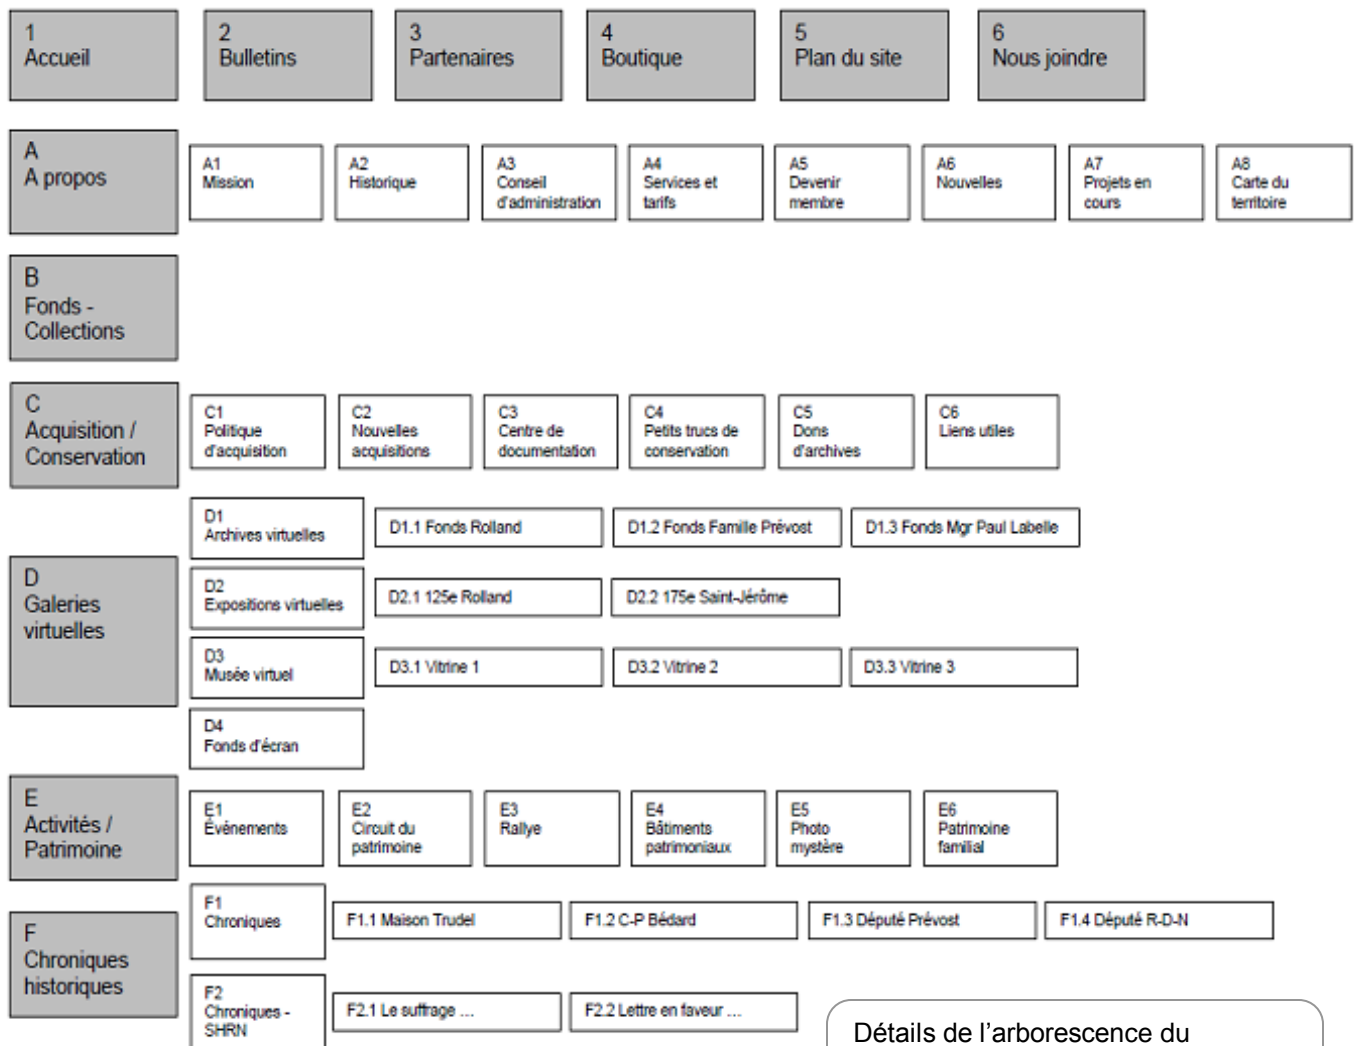 1
Accueil
2
Bulletins
3
Partenaires
4
Boutique
5
Plan du site
6
Nous joindre
A
A propos
A1
Mission
A2
Historique
A3
Conseil
d'administration
A4
Services et
tarifs
A5
Devenir
membre
A6
Nouvelles
A7
Projets en
cours
A8
Carte du
territoire
B
Fonds -
Collections
C
Acquisition /
Conservation
C1
Politique
d'acquisition
C2
Nouvelles
acquisitions
C3
Centre de
documentation
C4
Petits trucs de
conservation
C5
Dons
d'archives
C6
Liens utiles
D
Galeries
virtuelles
D1
Archives virtuelles
D1.1 Fonds Rolland
D1.2 Fonds Famille Prévost
D1.3 Fonds Mgr Paul Labelle
D2
Expositions virtuelles
D2.1 125e Rolland
D2.2 175e Saint-Jérôme
D3
Musée virtuel
D3.1 Vitrine 1
D3.2 Vitrine 2
D3.3 Vitrine 3
D4
Fonds d'écran
E
Activités /
Patrimoine
E1
Événements
E2
Circuit du
patrimoine
E3
Rallye
E4
Bâtiments
patrimoniaux
E5
Photo
mystère
E6
Patrimoine
familial
F
Chroniques
historiques
F1
Chroniques
F1.1 Maison Trudel
F1.2 C-P Bédard
F1.3 Député Prévost
F1.4 Député R-D-N
F2
Chroniques -
SHRN
F2.1 Le suffrage ...
F2.2 Lettre en faveur ...
Détails de l'arborescence du